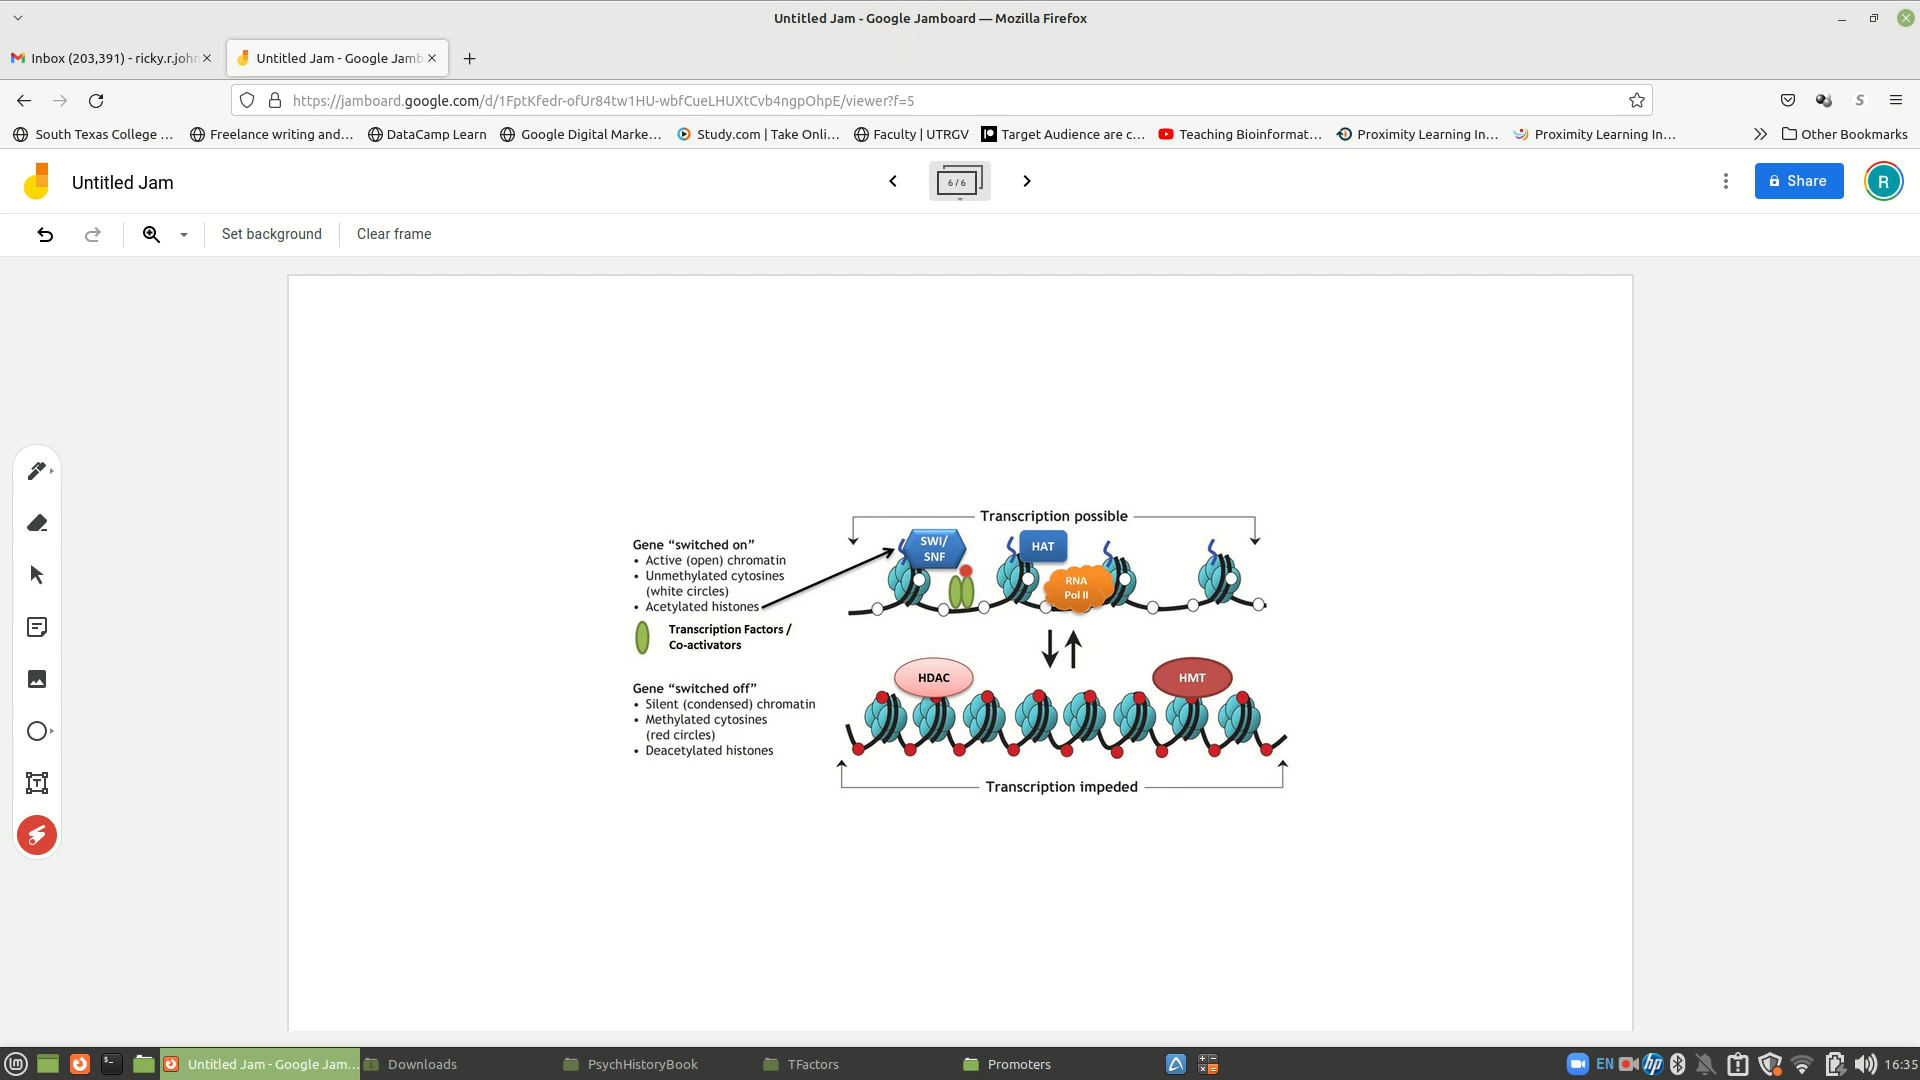 Untitled Jam - Google Jamboard — Mozilla Firefox
Inbox (203,391) - ricky.r.john
Untitled Jam - Google Jamb
https://jamboard.google.com/d/1FptKfedr-ofUr84tw1HU-wbfCueLHUXtCvb4ngpOhpE/viewer?f=5
South Texas College … Freelance writing and… DataCamp Learn Google Digital Marke… Study.com | Take Onli… Faculty | UTRGV Target Audience are c… Teaching Bioinformat… Proximity Learning In… Proximity Learning In… Other Bookmarks
Untitled Jam
6 / 6
Share
R
Set background
Clear frame
Transcription possible
Gene “switched on”
• Active (open) chromatin
• Unmethylated cytosines
(white circles)
• Acetylated histones
Transcription Factors /
Co-activators
SWI/
SNF
HAT
RNA
Pol II
HDAC
HMT
Gene “switched off”
• Silent (condensed) chromatin
• Methylated cytosines
(red circles)
• Deacetylated histones
Transcription impeded
Untitled Jam - Google Jam…
Downloads
PsychHistoryBook
TFactors
Promoters
EN
hp
16:35